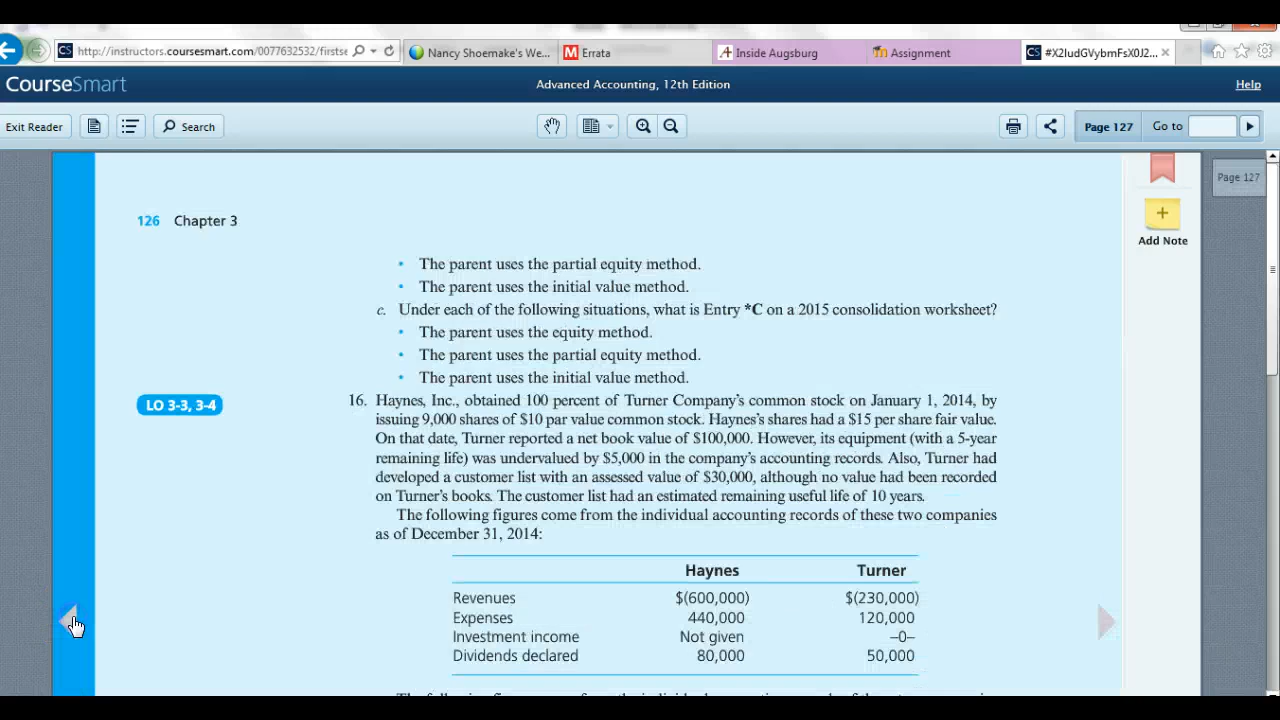 http://instructors.coursesmart.com/0077632532/firstse
Nancy Shoemake's We...
Errata
Inside Augsburg
Assignment
#X2ludGVybmFsX0J2...
CourseSmart
Advanced Accounting, 12th Edition
Help
Exit Reader
Search
Page 127
Go to
Page 127
Add Note
126 Chapter 3
• The parent uses the partial equity method.
• The parent uses the initial value method.
c. Under each of the following situations, what is Entry *C on a 2015 consolidation worksheet?
• The parent uses the equity method.
• The parent uses the partial equity method.
• The parent uses the initial value method.
LO 3-3, 3-4
16. Haynes, Inc., obtained 100 percent of Turner Company's common stock on January 1, 2014, by
issuing 9,000 shares of $10 par value common stock. Haynes's shares had a $15 per share fair value.
On that date, Turner reported a net book value of $100,000. However, its equipment (with a 5-year
remaining life) was undervalued by $5,000 in the company's accounting records. Also, Turner had
developed a customer list with an assessed value of $30,000, although no value had been recorded
on Turner's books. The customer list had an estimated remaining useful life of 10 years.
The following figures come from the individual accounting records of these two companies
as of December 31, 2014:
Haynes Turner
Revenues $(600,000) $(230,000)
Expenses 440,000 120,000
Investment income Not given –0–
Dividends declared 80,000 50,000